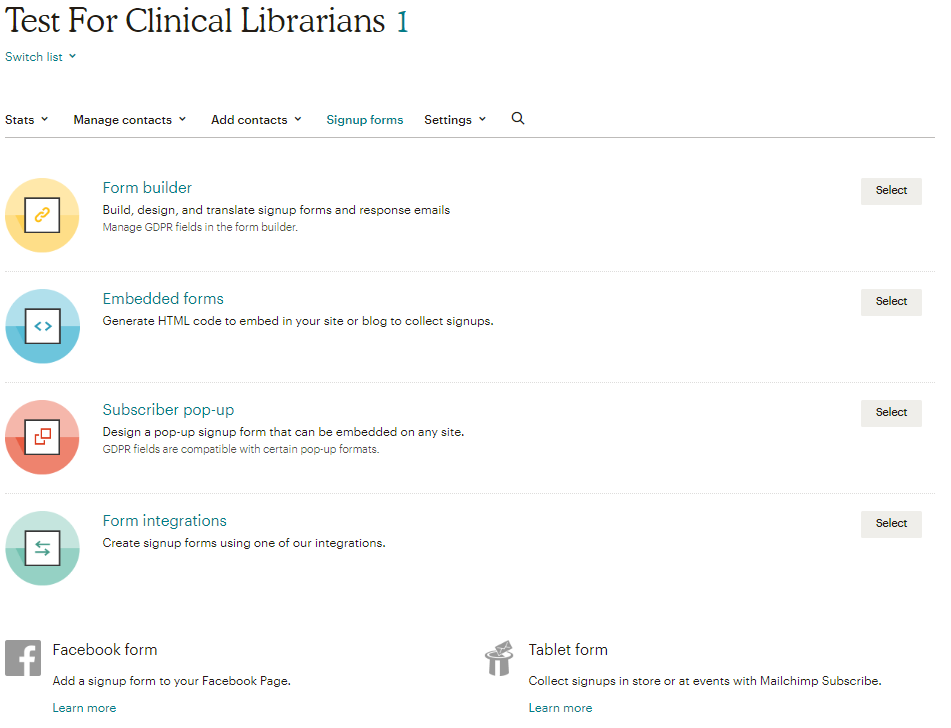 Test For Clinical Librarians 1
Switch list
Stats Manage contacts Add contacts Signup forms Settings
Form builder
Select
Build, design, and translate signup forms and response emails
Manage GDPR fields in the form builder.
Embedded forms
Select
Generate HTML code to embed in your site or blog to collect signups.
Subscriber pop-up
Select
Design a pop-up signup form that can be embedded on any site.
GDPR fields are compatible with certain pop-up formats.
Form integrations
Select
Create signup forms using one of our integrations.
Facebook form
Add a signup form to your Facebook Page.
Learn more
Tablet form
Collect signups in store or at events with Mailchimp Subscribe.
Learn more